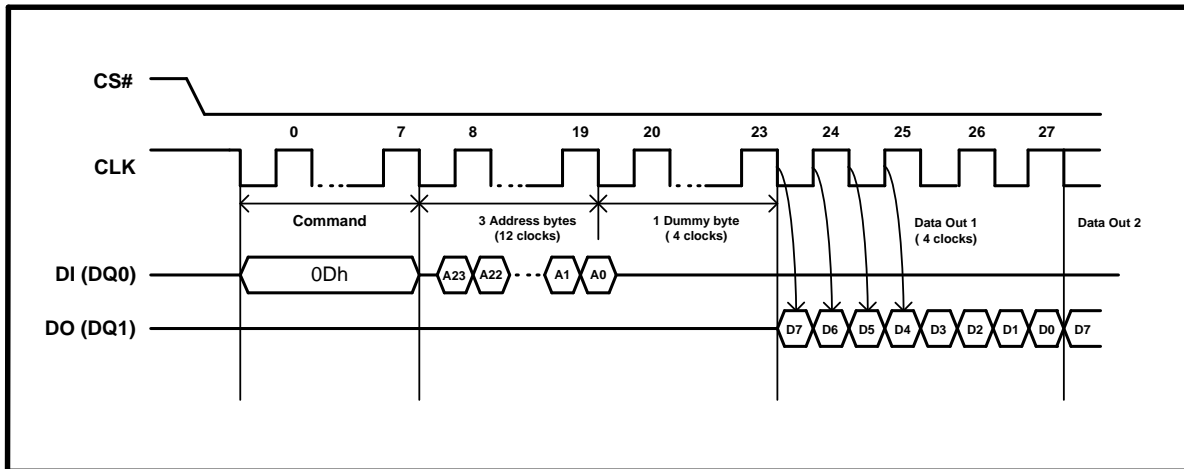 CS#
0 7 8 19 20 23 24 25 26 27
CLK
Command
3 Address bytes
(12 clocks)
1 Dummy byte
( 4 clocks)
Data Out 1
( 4 clocks)
Data Out 2
DI (DQ0)
0Dh A23 A22 A1 A0
DO (DQ1)
D7 D6 D5 D4 D3 D2 D1 D0 D7